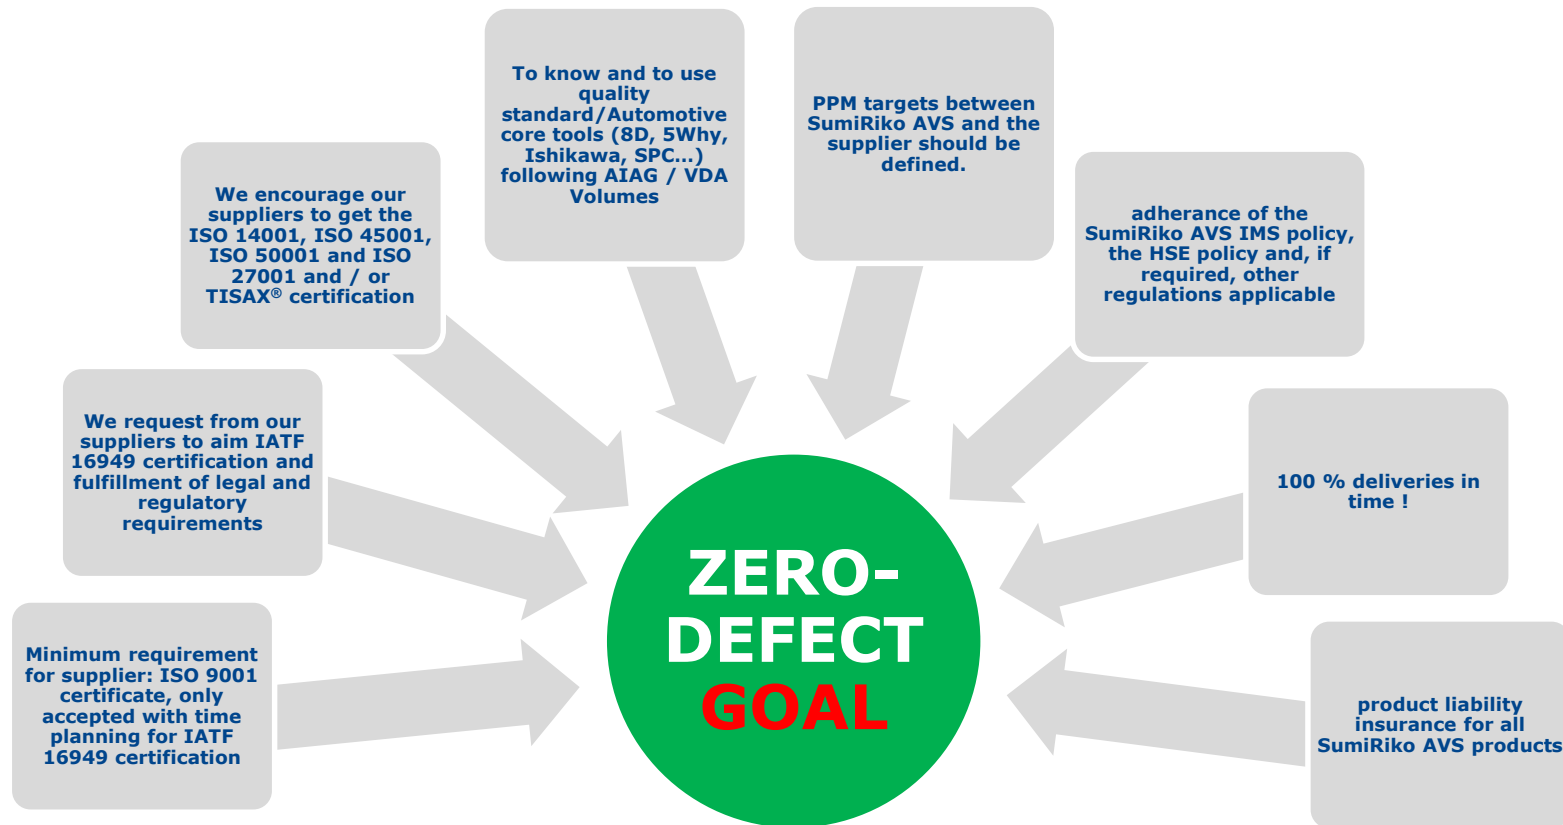 To know and to use
quality
standard/Automotive
core tools (8D, 5Why,
Ishikawa, SPC...)
following AIAG / VDA
Volumes
PPM targets between
SumiRiko AVS and the
supplier should be
defined.
We encourage our
suppliers to get the
ISO 14001, ISO 45001,
ISO 50001 and ISO
27001 and / or
TISAX® certification
adherance of the
SumiRiko AVS IMS policy,
the HSE policy and, if
required, other
regulations applicable
We request from our
suppliers to aim IATF
16949 certification and
fulfillment of legal and
regulatory
requirements
100 % deliveries in
time !
Minimum requirement
for supplier: ISO 9001
certificate, only
accepted with time
planning for IATF
16949 certification
product liability
insurance for all
SumiRiko AVS products
ZERO-
DEFECT
GOAL